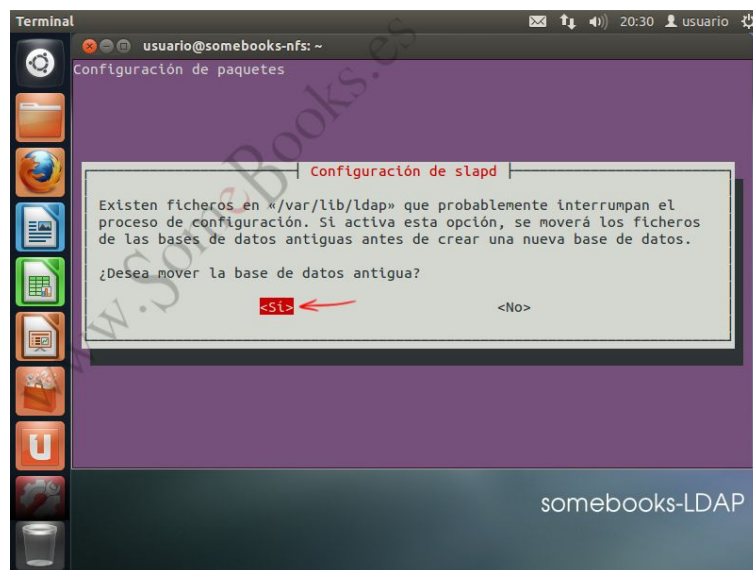 Terminal
20:30
usuario
usuario@somebooks-nfs: ~
Configuración de paquetes
Configuración de slapd
Existen ficheros en «/var/lib/ldap» que probablemente interrumpan el
proceso de configuración. Si activa esta opción, se moverá los ficheros
de las bases de datos antiguas antes de crear una nueva base de datos.
¿Desea mover la base de datos antigua?
<Sí>
<No>
www.SomeBooks.es
somebooks-LDAP